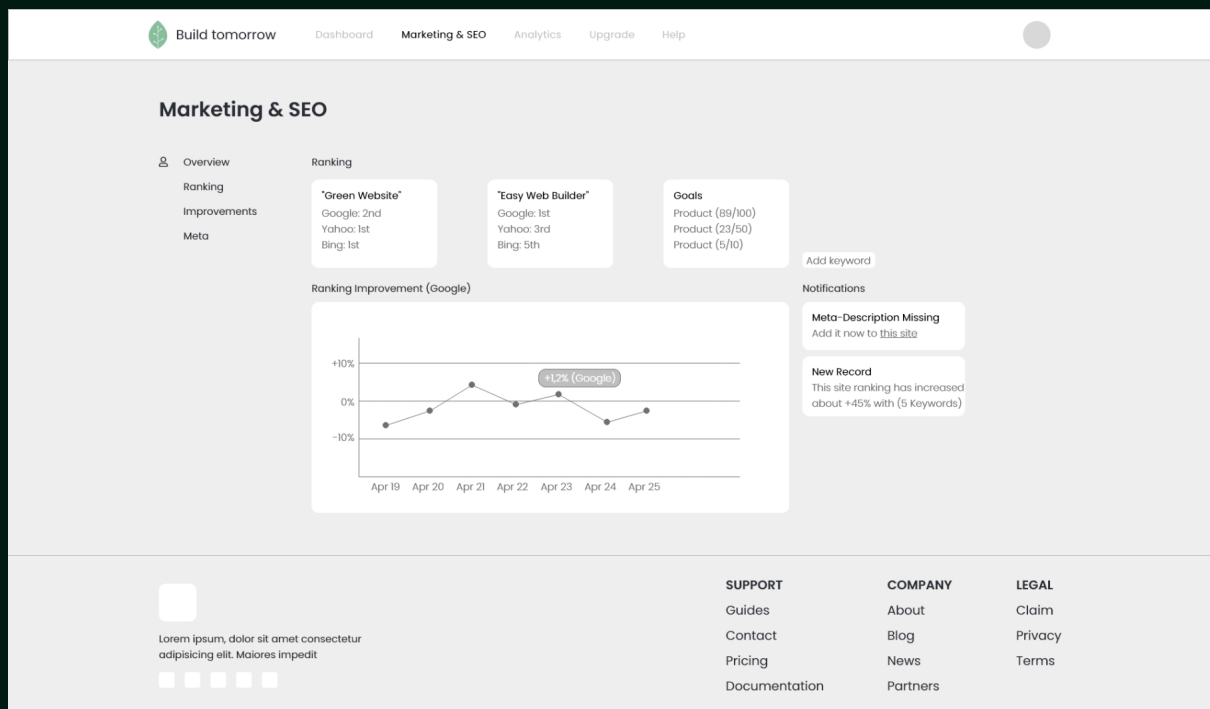 Build tomorrow
Dashboard
Marketing & SEO
Analytics
Upgrade
Help
Marketing & SEO
Overview
Ranking
Improvements
Meta
Ranking
"Green Website"
Google: 2nd
Yahoo: 1st
Bing: 1st
"Easy Web Builder"
Google: 1st
Yahoo: 3rd
Bing: 5th
Goals
Product (89/100)
Product (23/50)
Product (5/10)
Add keyword
Ranking Improvement (Google)
+10%
0%
-10%
+1,2% (Google)
Apr 19
Apr 20
Apr 21
Apr 22
Apr 23
Apr 24
Apr 25
Notifications
Meta-Description Missing
Add it now to this site
New Record
This site ranking has increased
about +45% with (5 Keywords)
Lorem ipsum, dolor sit amet consectetur
adipisicing elit. Maiores impedit
SUPPORT
Guides
Contact
Pricing
Documentation
COMPANY
About
Blog
News
Partners
LEGAL
Claim
Privacy
Terms